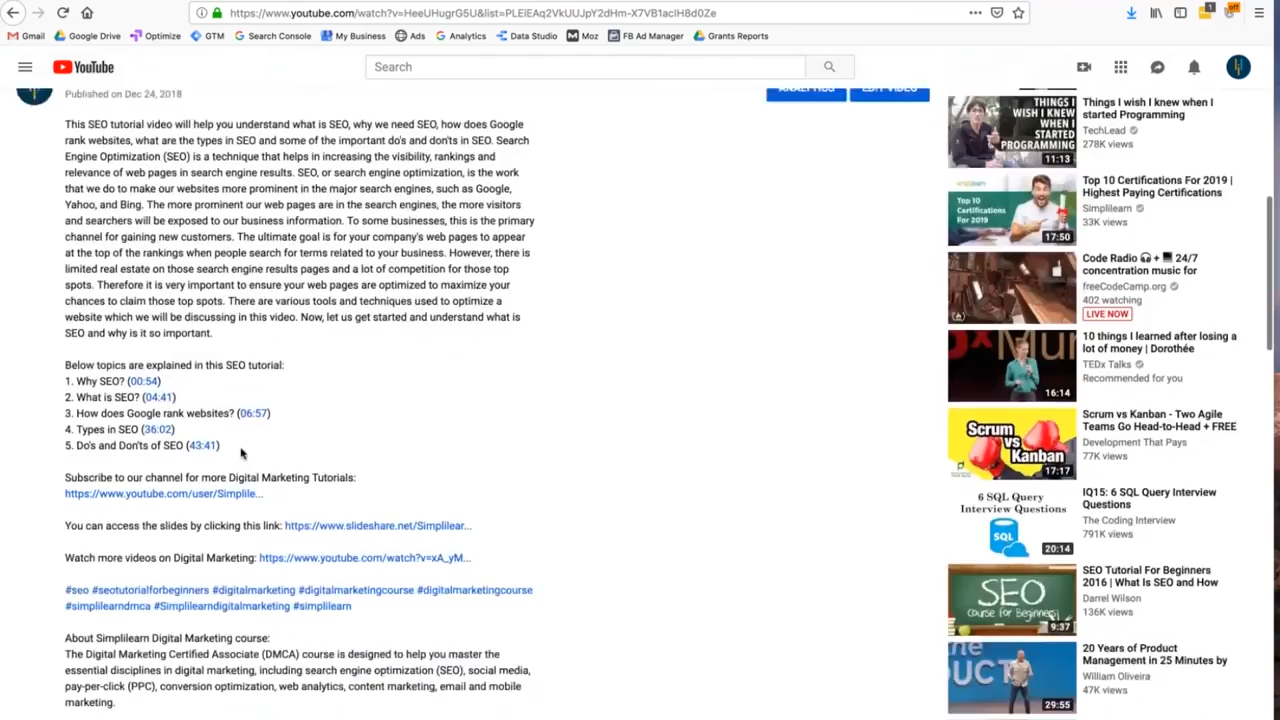 https://www.youtube.com/watch?v=HeeUHugrG5U&list=PLEiEAq2VkUUJpY2dHm-X7VB1aclH8d0Ze
1
off
Gmail
Google Drive
Optimize
GTM
Search Console
My Business
Ads
Analytics
Data Studio
Moz
FB Ad Manager
Grants Reports
YouTube
Search
Published on Dec 24, 2018
ANALYTICS
EDIT VIDEO
This SEO tutorial video will help you understand what is SEO, why we need SEO, how does Google
rank websites, what are the types in SEO and some of the important do's and don'ts in SEO. Search
Engine Optimization (SEO) is a technique that helps in increasing the visibility, rankings and
relevance of web pages in search engine results. SEO, or search engine optimization, is the work
that we do to make our websites more prominent in the major search engines, such as Google,
Yahoo, and Bing. The more prominent our web pages are in the search engines, the more visitors
and searchers will be exposed to our business information. To some businesses, this is the primary
channel for gaining new customers. The ultimate goal is for your company's web pages to appear
at the top of the rankings when people search for terms related to your business. However, there is
limited real estate on those search engine results pages and a lot of competition for those top
spots. Therefore it is very important to ensure your web pages are optimized to maximize your
chances to claim those top spots. There are various tools and techniques used to optimize a
website which we will be discussing in this video. Now, let us get started and understand what is
SEO and why is it so important.
Below topics are explained in this SEO tutorial:
1. Why SEO? (00:54)
2. What is SEO? (04:41)
3. How does Google rank websites? (06:57)
4. Types in SEO (36:02)
5. Do's and Don'ts of SEO (43:41)
Subscribe to our channel for more Digital Marketing Tutorials:
https://www.youtube.com/user/Simplile...
You can access the slides by clicking this link: https://www.slideshare.net/Simplilear...
Watch more videos on Digital Marketing: https://www.youtube.com/watch?v=xA_yM...
#seo #seotutorialforbeginners #digitalmarketing #digitalmarketingcourse #digitalmarketingcourse
#simplilearndmca #Simplilearndigitalmarketing #simplilearn
About Simplilearn Digital Marketing course:
The Digital Marketing Certified Associate (DMCA) course is designed to help you master the
essential disciplines in digital marketing, including search engine optimization (SEO), social media,
pay-per-click (PPC), conversion optimization, web analytics, content marketing, email and mobile
marketing.
THINGS I
WISH I KNEW
WHEN I
STARTED
PROGRAMMING
11:13
Things I wish I knew when I
started Programming
TechLead
278K views
Top 10
Certifications
For 2019
17:50
Top 10 Certifications For 2019 |
Highest Paying Certifications
Simplilearn
33K views
Code Radio 🎧 + 💻 24/7
concentration music for
freeCodeCamp.org
402 watching
LIVE NOW
16:14
10 things I learned after losing a
lot of money | Dorothée
TEDx Talks
Recommended for you
Scrum
vs
Kanban
17:17
Scrum vs Kanban - Two Agile
Teams Go Head-to-Head + FREE
Development That Pays
77K views
6 SQL Query
Interview Questions
SQL
20:14
IQ15: 6 SQL Query Interview
Questions
The Coding Interview
791K views
SEO
Course for Beginners
9:37
SEO Tutorial For Beginners
2016 | What Is SEO and How
Darrel Wilson
136K views
29:55
20 Years of Product
Management in 25 Minutes by
William Oliveira
47K views